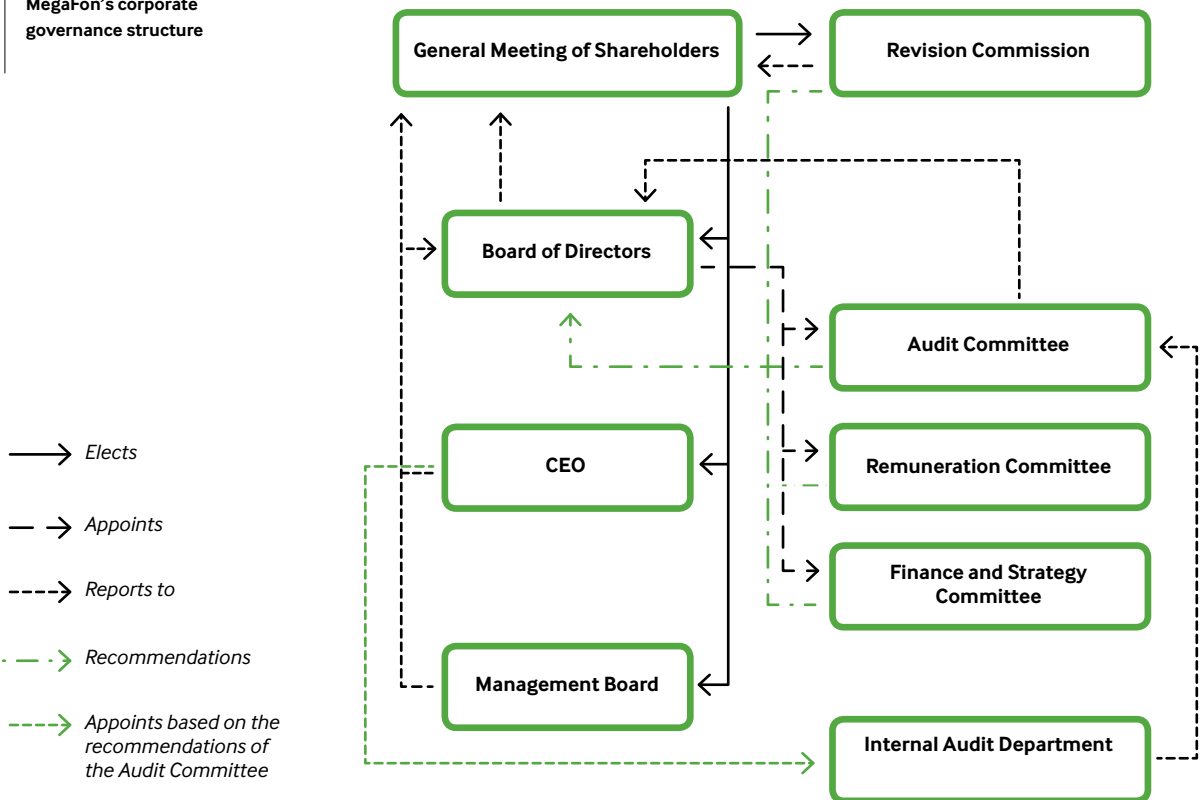 MegaFon's corporate
governance structure
General Meeting of Shareholders
Revision Commission
Board of Directors
Audit Committee
CEO
Remuneration Committee
Finance and Strategy
Committee
Management Board
Internal Audit Department
Elects
Appoints
Reports to
Recommendations
Appoints based on the
recommendations of
the Audit Committee